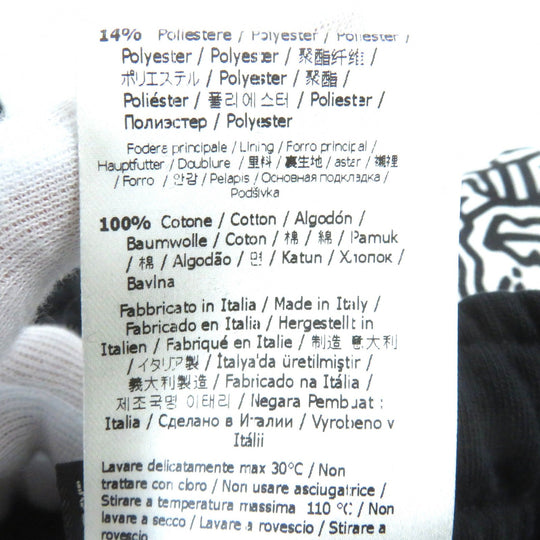 14% Poliestere / Polyester / Poliester /
Polyester / Polyester / 聚酯纤维 /
ポリエステル / Polyester / 聚酯 /
Poliéster / 폴리에스터 / Poliester /
Полиэстер / Polyester
Fodera principale / Lining / Forro principal /
Hauptfutter / Doublure / 里料 / 裏生地 / astar / 襯裡
/ Forro / 안감 / Pelapis / Основная подкладка /
Podšívka
100% Cotone / Cotton / Algodón /
Baumwolle / Coton / 棉 / 綿 / Pamuk
/ 棉 / Algodão / 면 / Katun / Хлопок /
Bavlna
Fabbricato in Italia / Made in Italy /
Fabricado en Italia / Hergestellt in
Italien / Fabriqué en Italie / 制造 意大利
/ イタリア製 / İtalya'da üretilmiştir /
義大利製造 / Fabricado na Itália /
제조국명 이태리 / Negara Pembuat :
Italia / Сделано в Италии / Vyrobeno v
Itálii
Lavare delicatamente max 30°C / Non
trattare con cloro / Non usare asciugatrice /
Stirare a temperatura massima 110 °C / Non
lavare a secco / Lavare a rovescio / Stirare a
rovescio